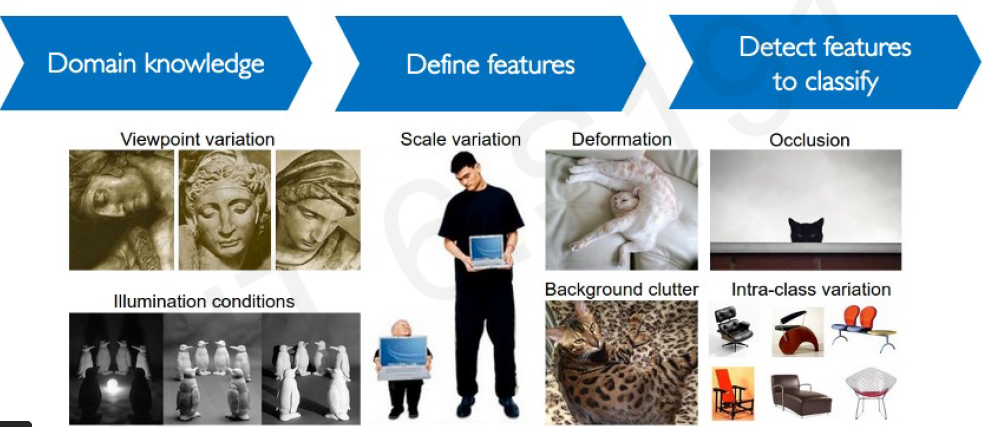 Domain knowledge
Define features
Detect features
to classify
Viewpoint variation
Scale variation
Deformation
Occlusion
Illumination conditions
Background clutter
Intra-class variation